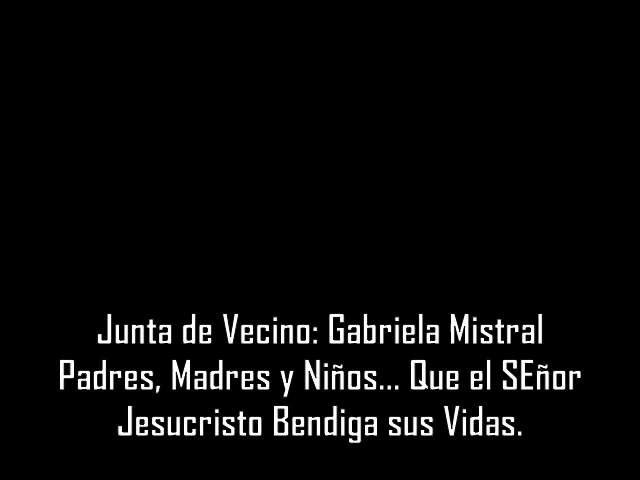 Junta de Vecino: Gabriela Mistral
Padres, Madres y Niños... Que el SEñor
Jesucristo Bendiga sus Vidas.